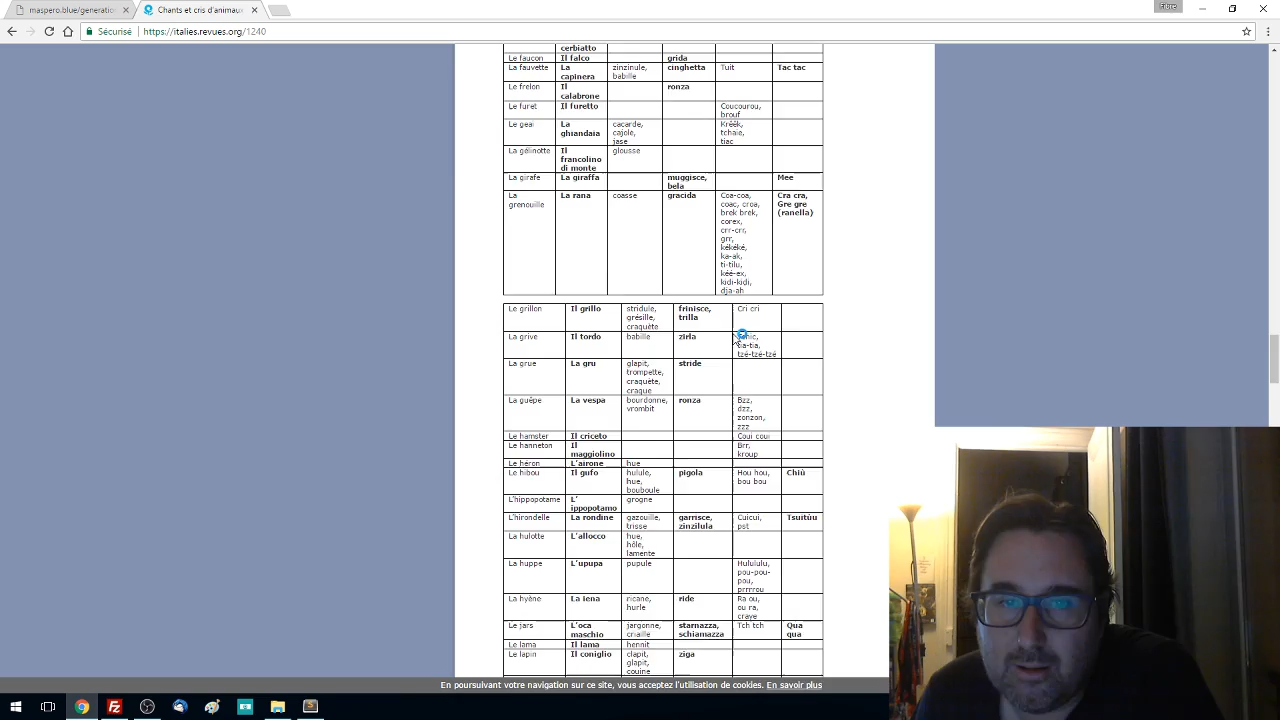 maspero.blue/generatio
Chants et cris d'animaux
Sécurisé
https://italies.revues.org/1240
cerbiatto
Le faucon Il falco grida
La fauvette La capinera zinzinule, babille cinghetta Tuit Tac tac
Le frelon Il calabrone ronza
Le furet Il furetto Coucourou, brouf
Le geai La ghiandaia cacarde, cajole, jase Krêêk, tchaie, tiac
La gélinotte Il francolino di monte glousse
La girafe La giraffa muggisce, bela Mee
La grenouille La rana coasse gracida Coa-coa, coac, croa, brek brek, corex, crr-crr, grr, kékéké, ka-ak, ti-tilu, kéé-ex, kidi-kidi, dja-ah Cra cra, Gre gre (ranella)
Le grillon Il grillo stridule, grésille, craquète frinisce, trilla Cri cri
La grive Il tordo babille zirla tia-tia, tzé-tzé-tzé
La grue La gru glapit, trompette, craquète, craque stride
La guêpe La vespa bourdonne, vrombit ronza Bzz, dzz, zonzon, zzz
Le hamster Il criceto Coui coui
Le hanneton Il maggiolino Brr, kroup
Le héron L'airone hue
Le hibou Il gufo hulule, hue, bouboule pigola Hou hou, bou bou Chiù
L'hippopotame L' ippopotamo grogne
L'hirondelle La rondine gazouille, trisse garrisce, zinzilula Cuicui, pst Tsuitùu
La hulotte L'allocco hue, hôle, lamente
La huppe L'upupa pupule Hulululu, pou-pou-pou, prrrrou
La hyène La iena ricane, hurle ride Ra ou, ou ra, craye
Le jars L'oca maschio jargonne, criaille starnazza, schiamazza Tch tch Qua qua
Le lama Il lama hennit
Le lapin Il coniglio clapit, glapit, couine ziga
En poursuivant votre navigation sur ce site, vous acceptez l'utilisation de cookies. En savoir plus